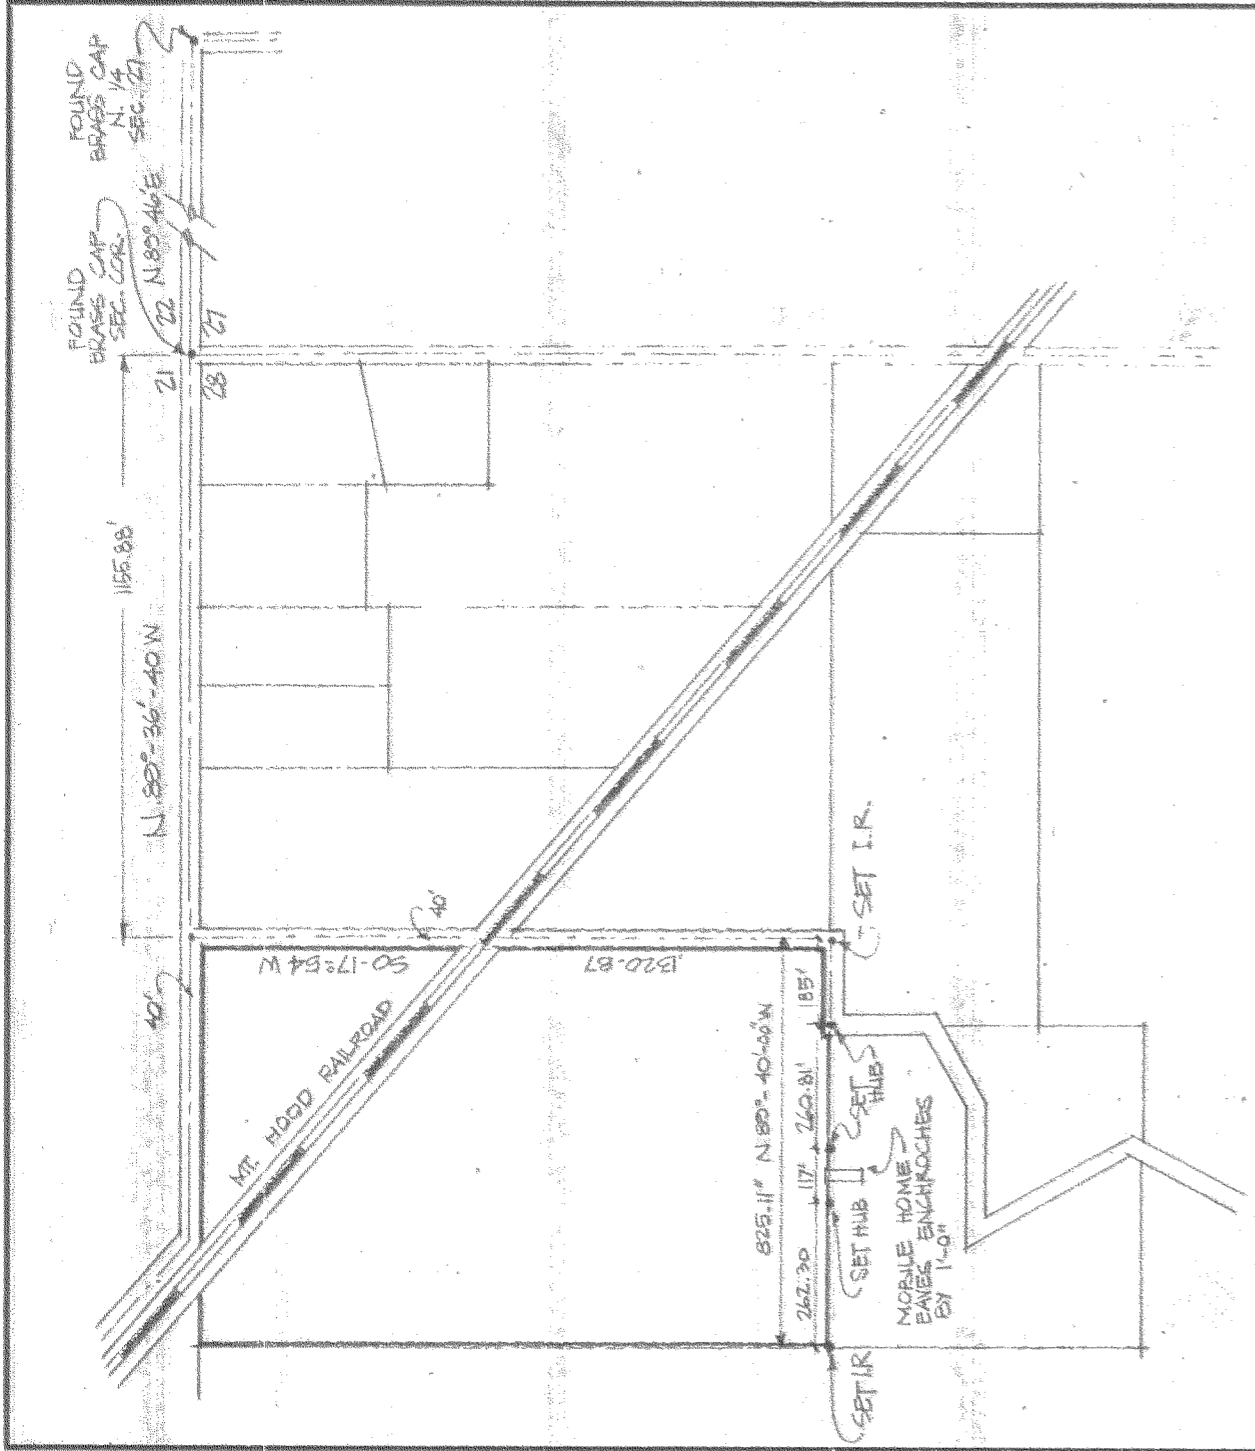 FOUND
BRASS CAP
SEC. COR.
FOUND
BRASS CAP
N. 1/4
SEC. 27
21
22
N.89°46'E
28
27
1155.88'
N. 89°-36'-40 W
40'
40'
S0-17°54 W
1320.87
MT. HOOD RAILROAD
825.11" N.89°-40'-00"W
262.30
117'
260.81'
185'
SET I.R
SET HUB
SET
HUB
SET I.R.
MOBILE HOME
EAVES ENCHROCHES
BY 1'-0"